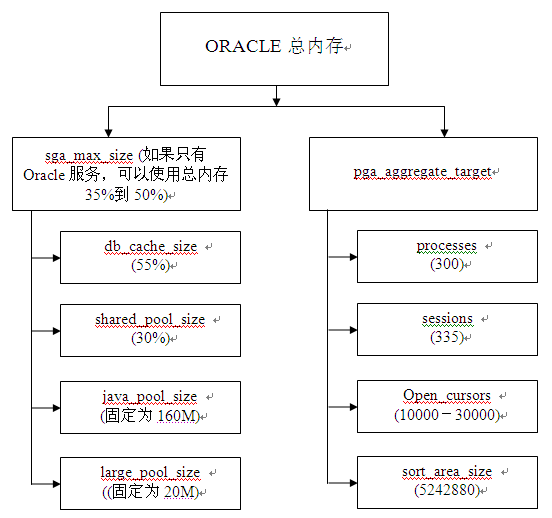 ORACLE 总内存
sga_max_size (如果只有
Oracle 服务，可以使用总内存
35%到 50%)
pga_aggregate_target
db_cache_size
(55%)
processes
(300)
shared_pool_size
(30%)
sessions
(335)
java_pool_size
(固定为 160M)
Open_cursors
(10000－30000)
large_pool_size
((固定为 20M)
sort_area_size
(5242880)